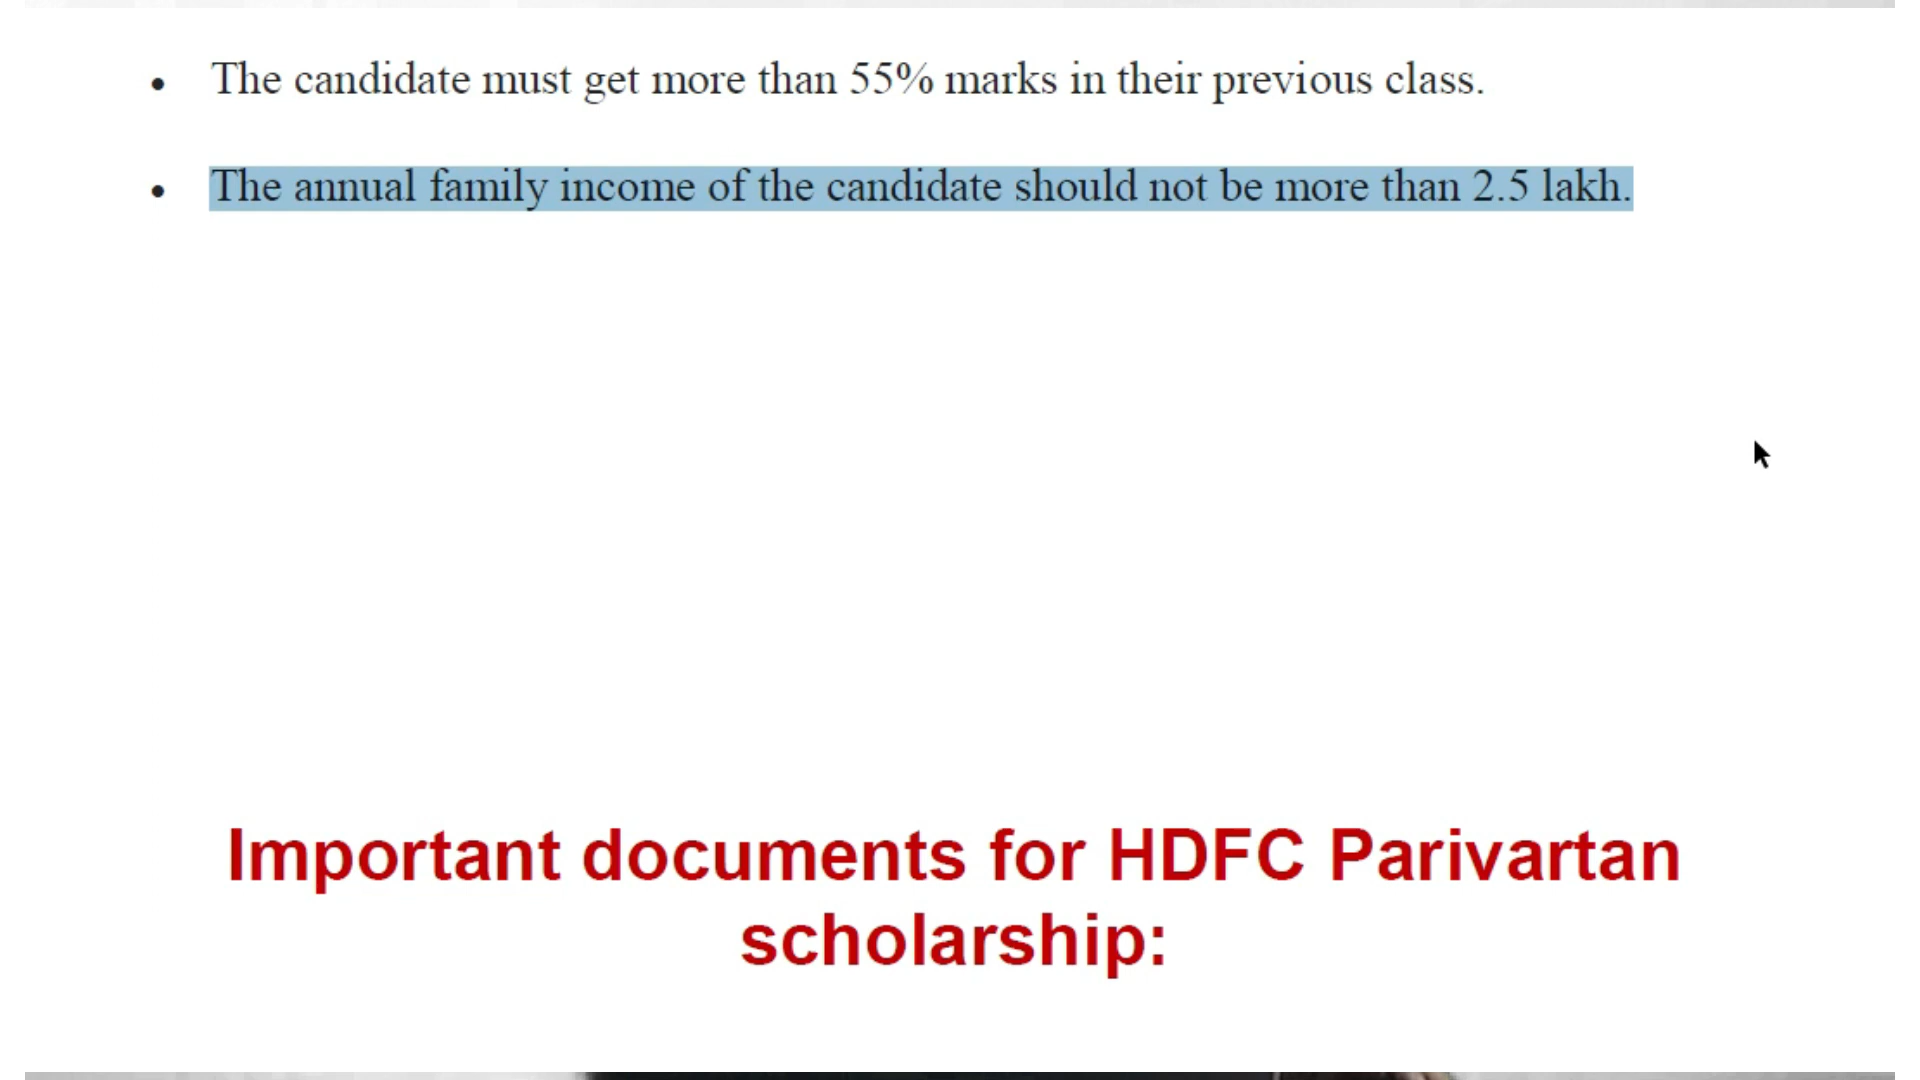 • The candidate must get more than 55% marks in their previous class.
• The annual family income of the candidate should not be more than 2.5 lakh.
Important documents for HDFC Parivartan
scholarship: